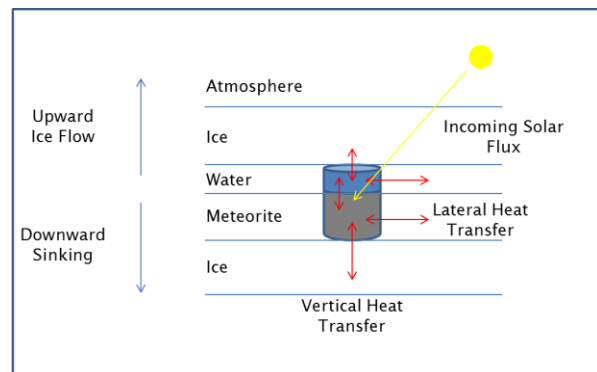 Atmosphere
Upward
Ice Flow
Ice
Incoming Solar
Flux
Water
Meteorite
Lateral Heat
Transfer
Downward
Sinking
Ice
Vertical Heat
Transfer